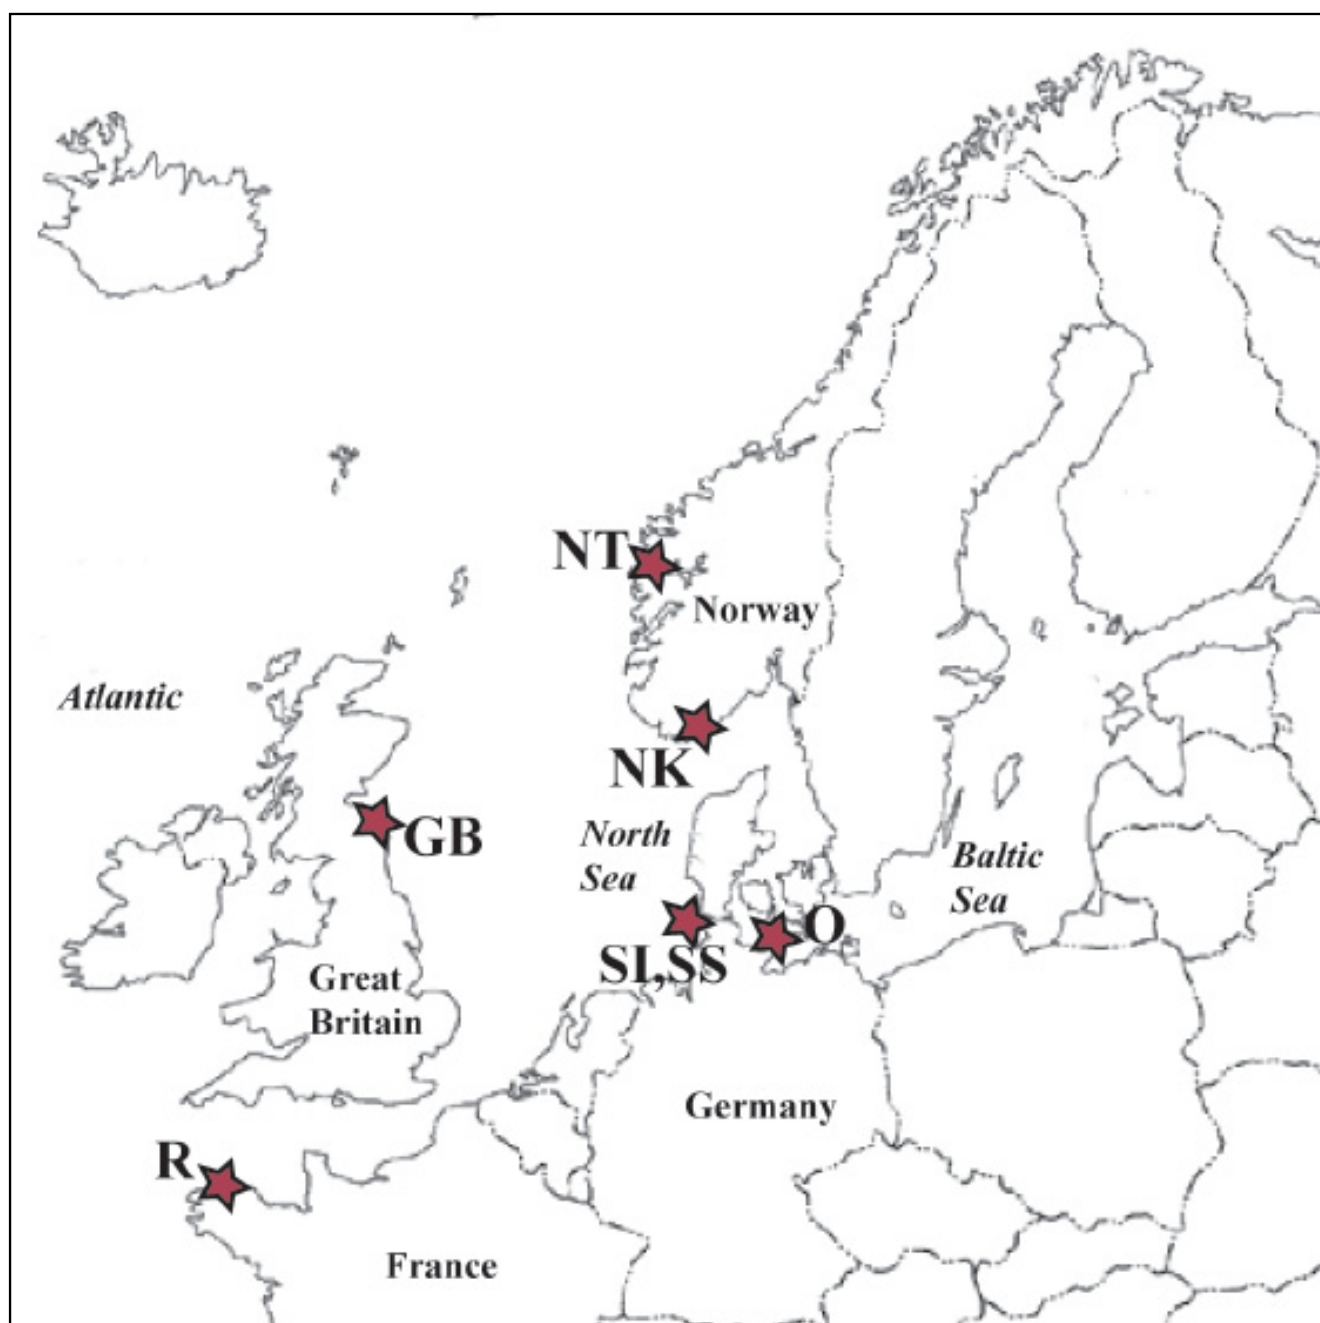 NT
Norway
Atlantic
NK
GB
North
Sea
Baltic
Sea
O
SI,SS
Great
Britain
Germany
R
France